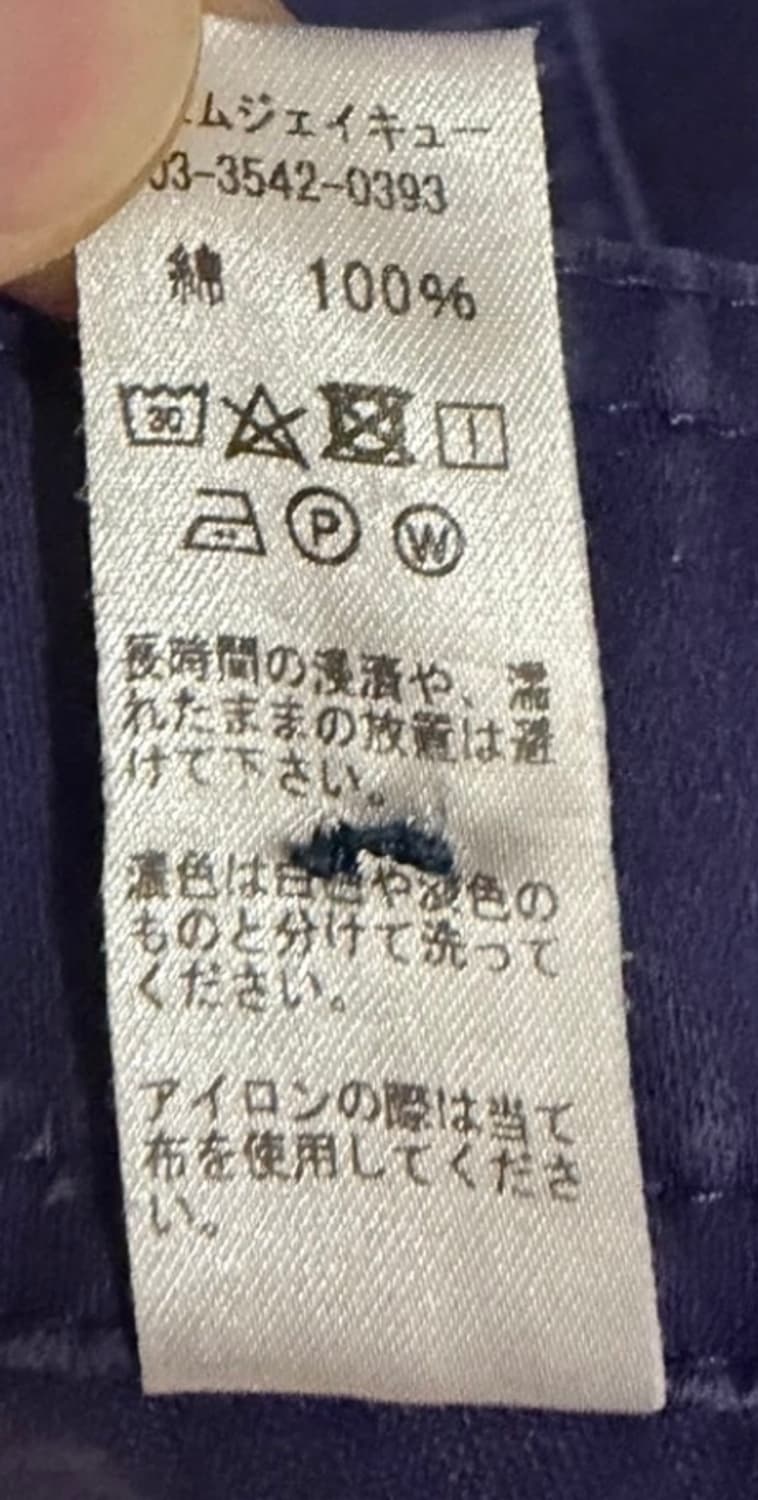 ムジェイキュー
03-3542-0393
綿 100%
30
P W
長時間の浸漬や、濡
れたままの放置は避
けて下さい。
濃色は白色や淡色の
ものと分けて洗って
ください。
アイロンの際は当て
布を使用してくださ
い。